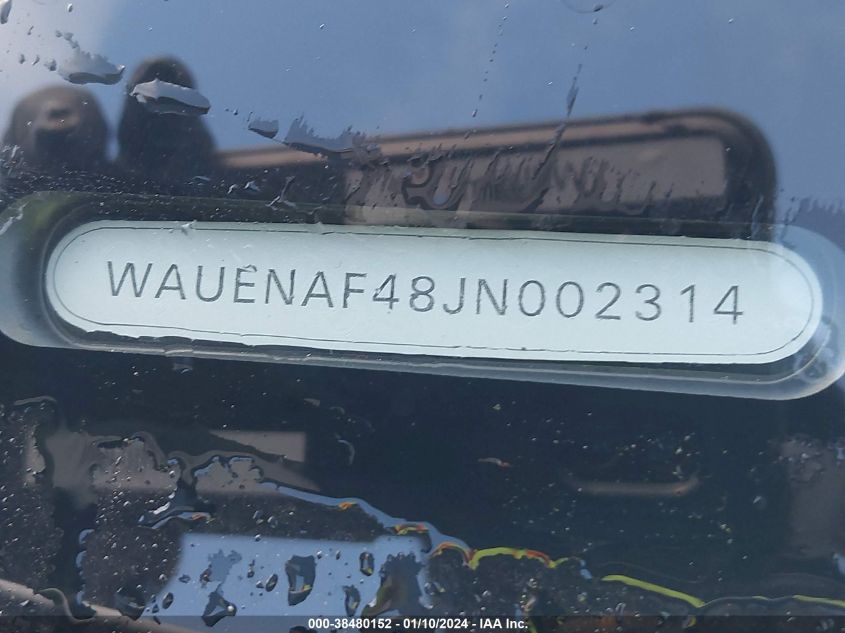 WAUENAF48JN002314
000-38480152 - 01/10/2024 - IAA Inc.